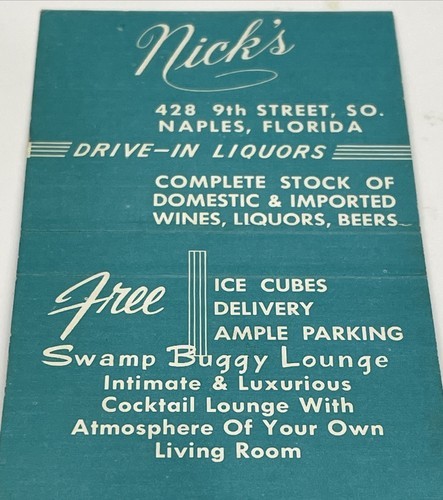 Nick's
428 9th STREET, SO.
NAPLES, FLORIDA
DRIVE-IN LIQUORS
COMPLETE STOCK OF
DOMESTIC & IMPORTED
WINES, LIQUORS, BEERS
Free
ICE CUBES
DELIVERY
AMPLE PARKING
Swamp Buggy Lounge
Intimate & Luxurious
Cocktail Lounge With
Atmosphere Of Your Own
Living Room